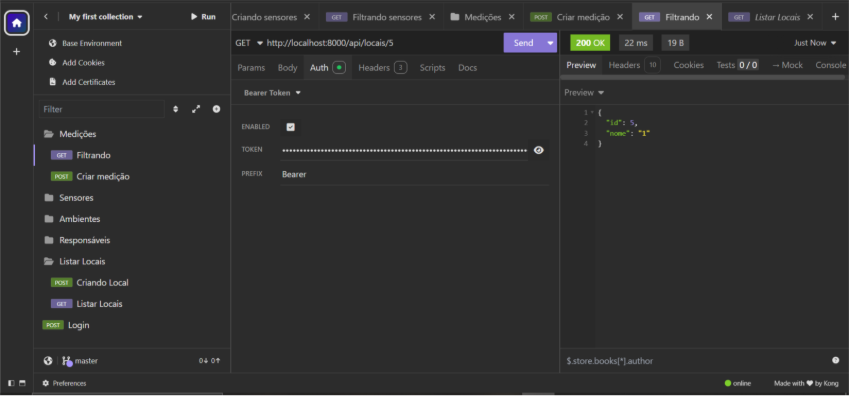 My first collection
Run
Criando sensores
GET Filtrando sensores
Medições
POST Criar medição
GET Filtrando
GET Listar Locais
Base Environment
Add Cookies
Add Certificates
Filter
Medições
GET Filtrando
POST Criar medição
Sensores
Ambientes
Responsáveis
Listar Locais
POST Criando Local
GET Listar Locais
POST Login
master
0↓ 0↑
Preferences
GET http://localhost:8000/api/locais/5
Send
Params Body Auth Headers 3 Scripts Docs
Bearer Token
ENABLED
TOKEN
PREFIX Bearer
200 OK 22 ms 19 B Just Now
Preview Headers 10 Cookies Tests 0 / 0 → Mock Console
Preview
1 {
2 "id": 5,
3 "nome": "1"
4 }
$.store.books[*].author
online
Made with ♥ by Kong